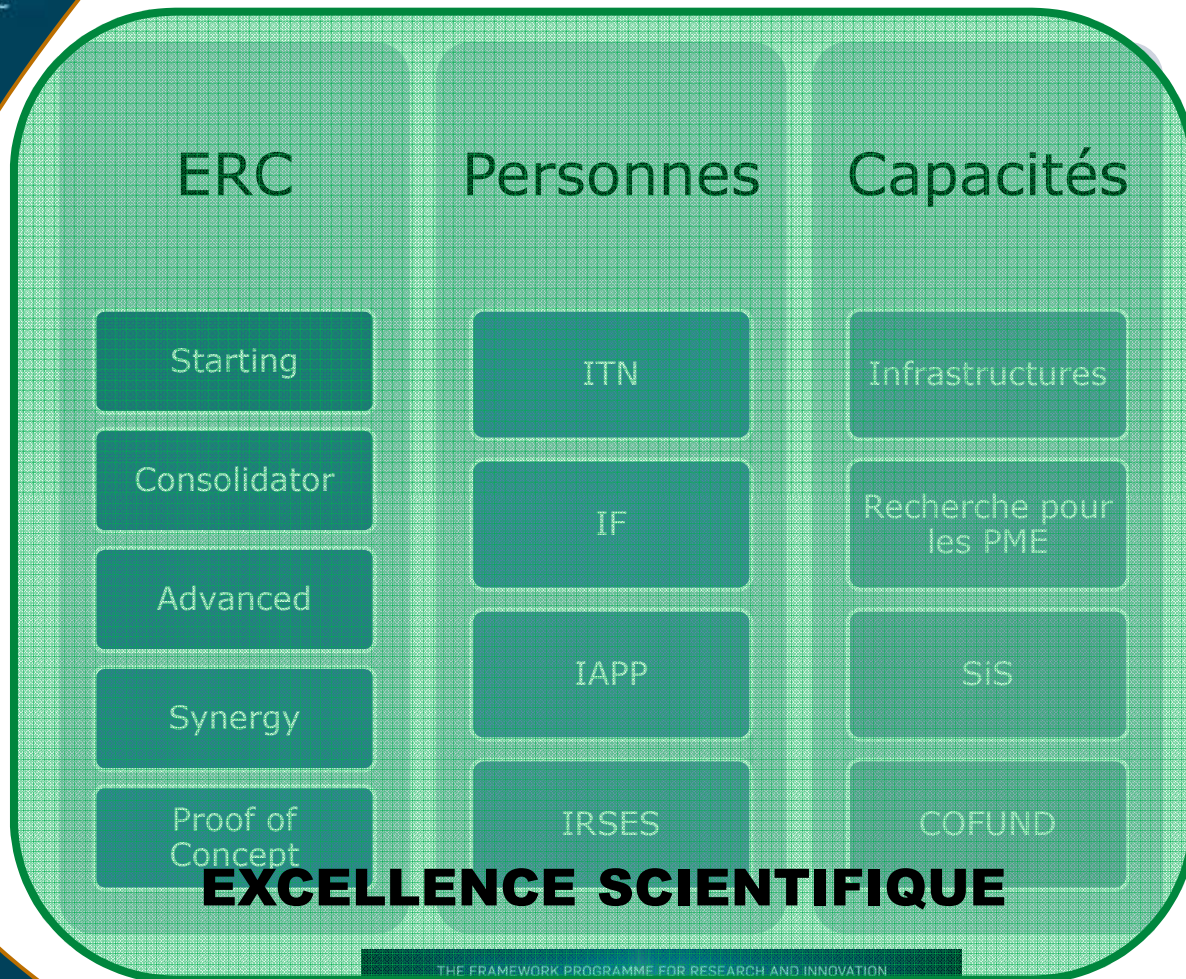 ERC
Personnes
Capacités
Starting
Consolidator
Advanced
Synergy
Proof of
Concept
ITN
IF
IAPP
IRSES
Infrastructures
Recherche pour
les PME
SiS
COFUND
EXCELLENCE SCIENTIFIQUE
THE FRAMEWORK PROGRAMME FOR RESEARCH AND INNOVATION